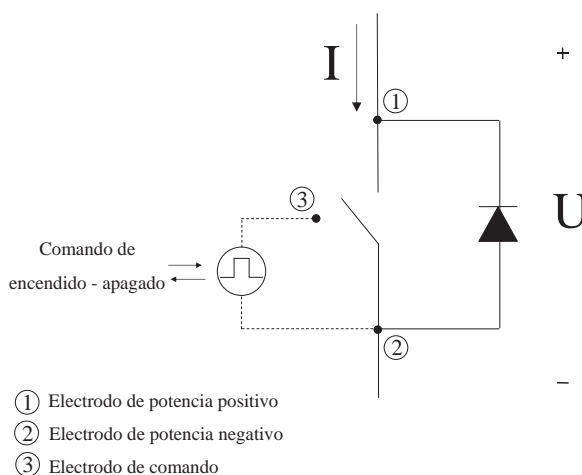 I
+
①
③
U
Comando de
encendido - apagado
②
① Electrodo de potencia positivo
−
② Electrodo de potencia negativo
③ Electrodo de comando